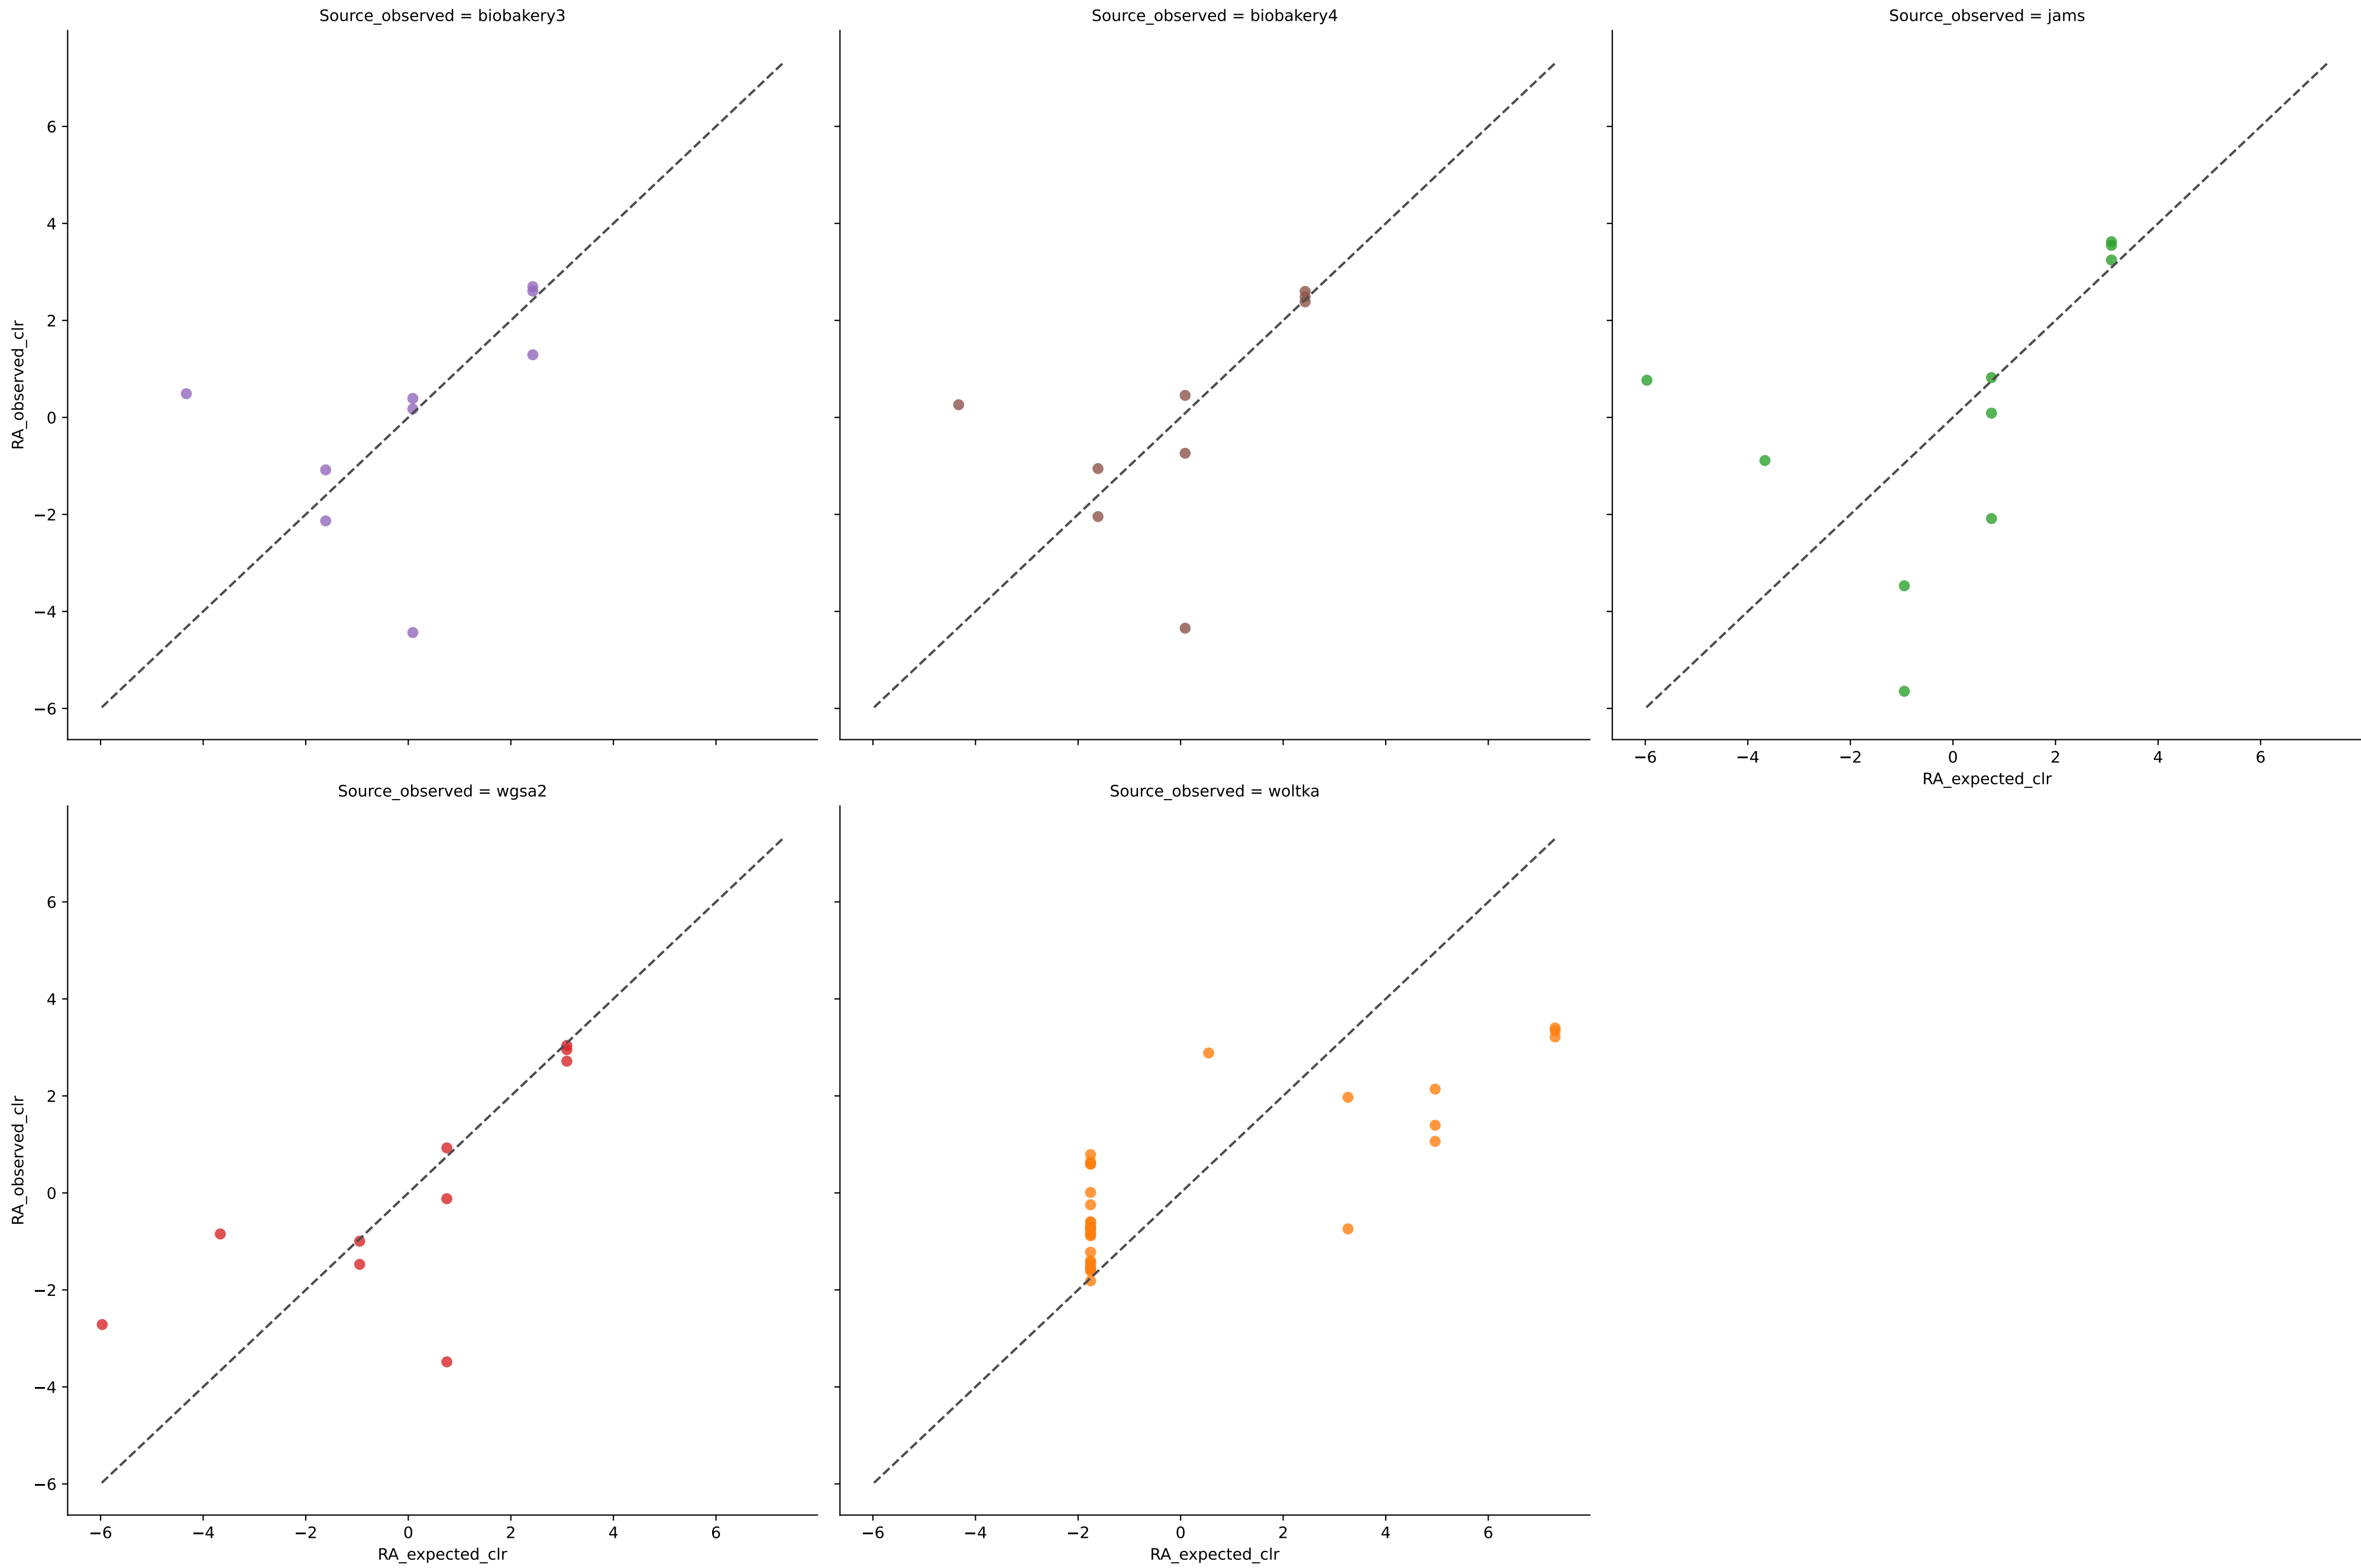 Source_observed = biobakery3
Source_observed = biobakery4
Source_observed = jams
6
4
2
0
−2
−4
−6
RA_observed_clr
−6 −4 −2 0 2 4 6
RA_expected_clr
Source_observed = wgsa2
Source_observed = woltka
6
4
2
0
−2
−4
−6
RA_observed_clr
−6 −4 −2 0 2 4 6
−6 −4 −2 0 2 4 6
RA_expected_clr
RA_expected_clr